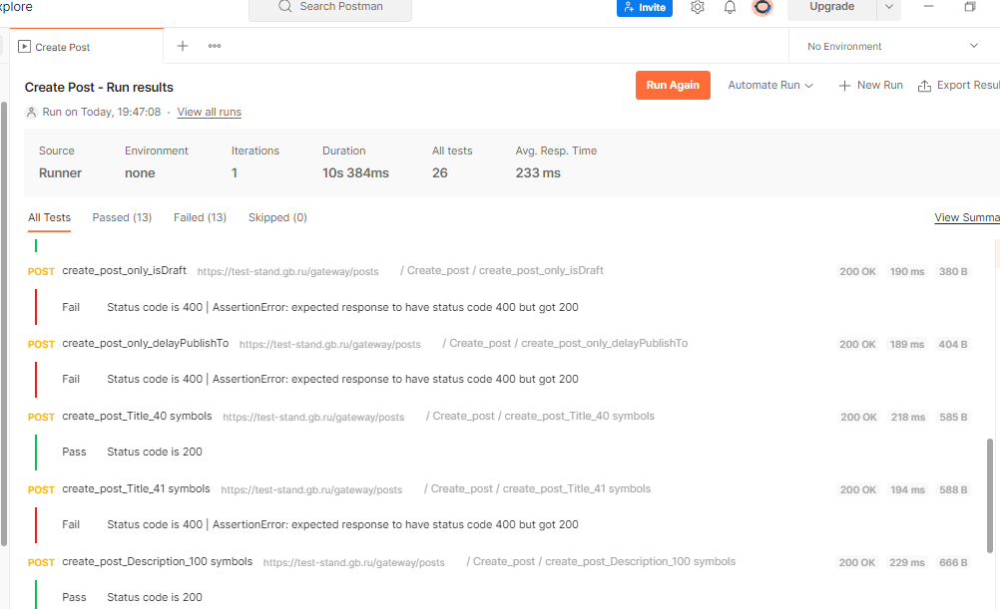 xplore
Search Postman
Invite
Upgrade
Create Post
No Environment
Create Post - Run results
Run Again
Automate Run
New Run
Export Resul
Run on Today, 19:47:08 · View all runs
Source Environment Iterations Duration All tests Avg. Resp. Time
Runner none 1 10s 384ms 26 233 ms
All Tests Passed (13) Failed (13) Skipped (0) View Summa
POST create_post_only_isDraft https://test-stand.gb.ru/gateway/posts / Create_post / create_post_only_isDraft 200 OK 190 ms 380 B
Fail Status code is 400 | AssertionError: expected response to have status code 400 but got 200
POST create_post_only_delayPublishTo https://test-stand.gb.ru/gateway/posts / Create_post / create_post_only_delayPublishTo 200 OK 189 ms 404 B
Fail Status code is 400 | AssertionError: expected response to have status code 400 but got 200
POST create_post_Title_40 symbols https://test-stand.gb.ru/gateway/posts / Create_post / create_post_Title_40 symbols 200 OK 218 ms 585 B
Pass Status code is 200
POST create_post_Title_41 symbols https://test-stand.gb.ru/gateway/posts / Create_post / create_post_Title_41 symbols 200 OK 194 ms 588 B
Fail Status code is 400 | AssertionError: expected response to have status code 400 but got 200
POST create_post_Description_100 symbols https://test-stand.gb.ru/gateway/posts / Create_post / create_post_Description_100 symbols 200 OK 229 ms 666 B
Pass Status code is 200